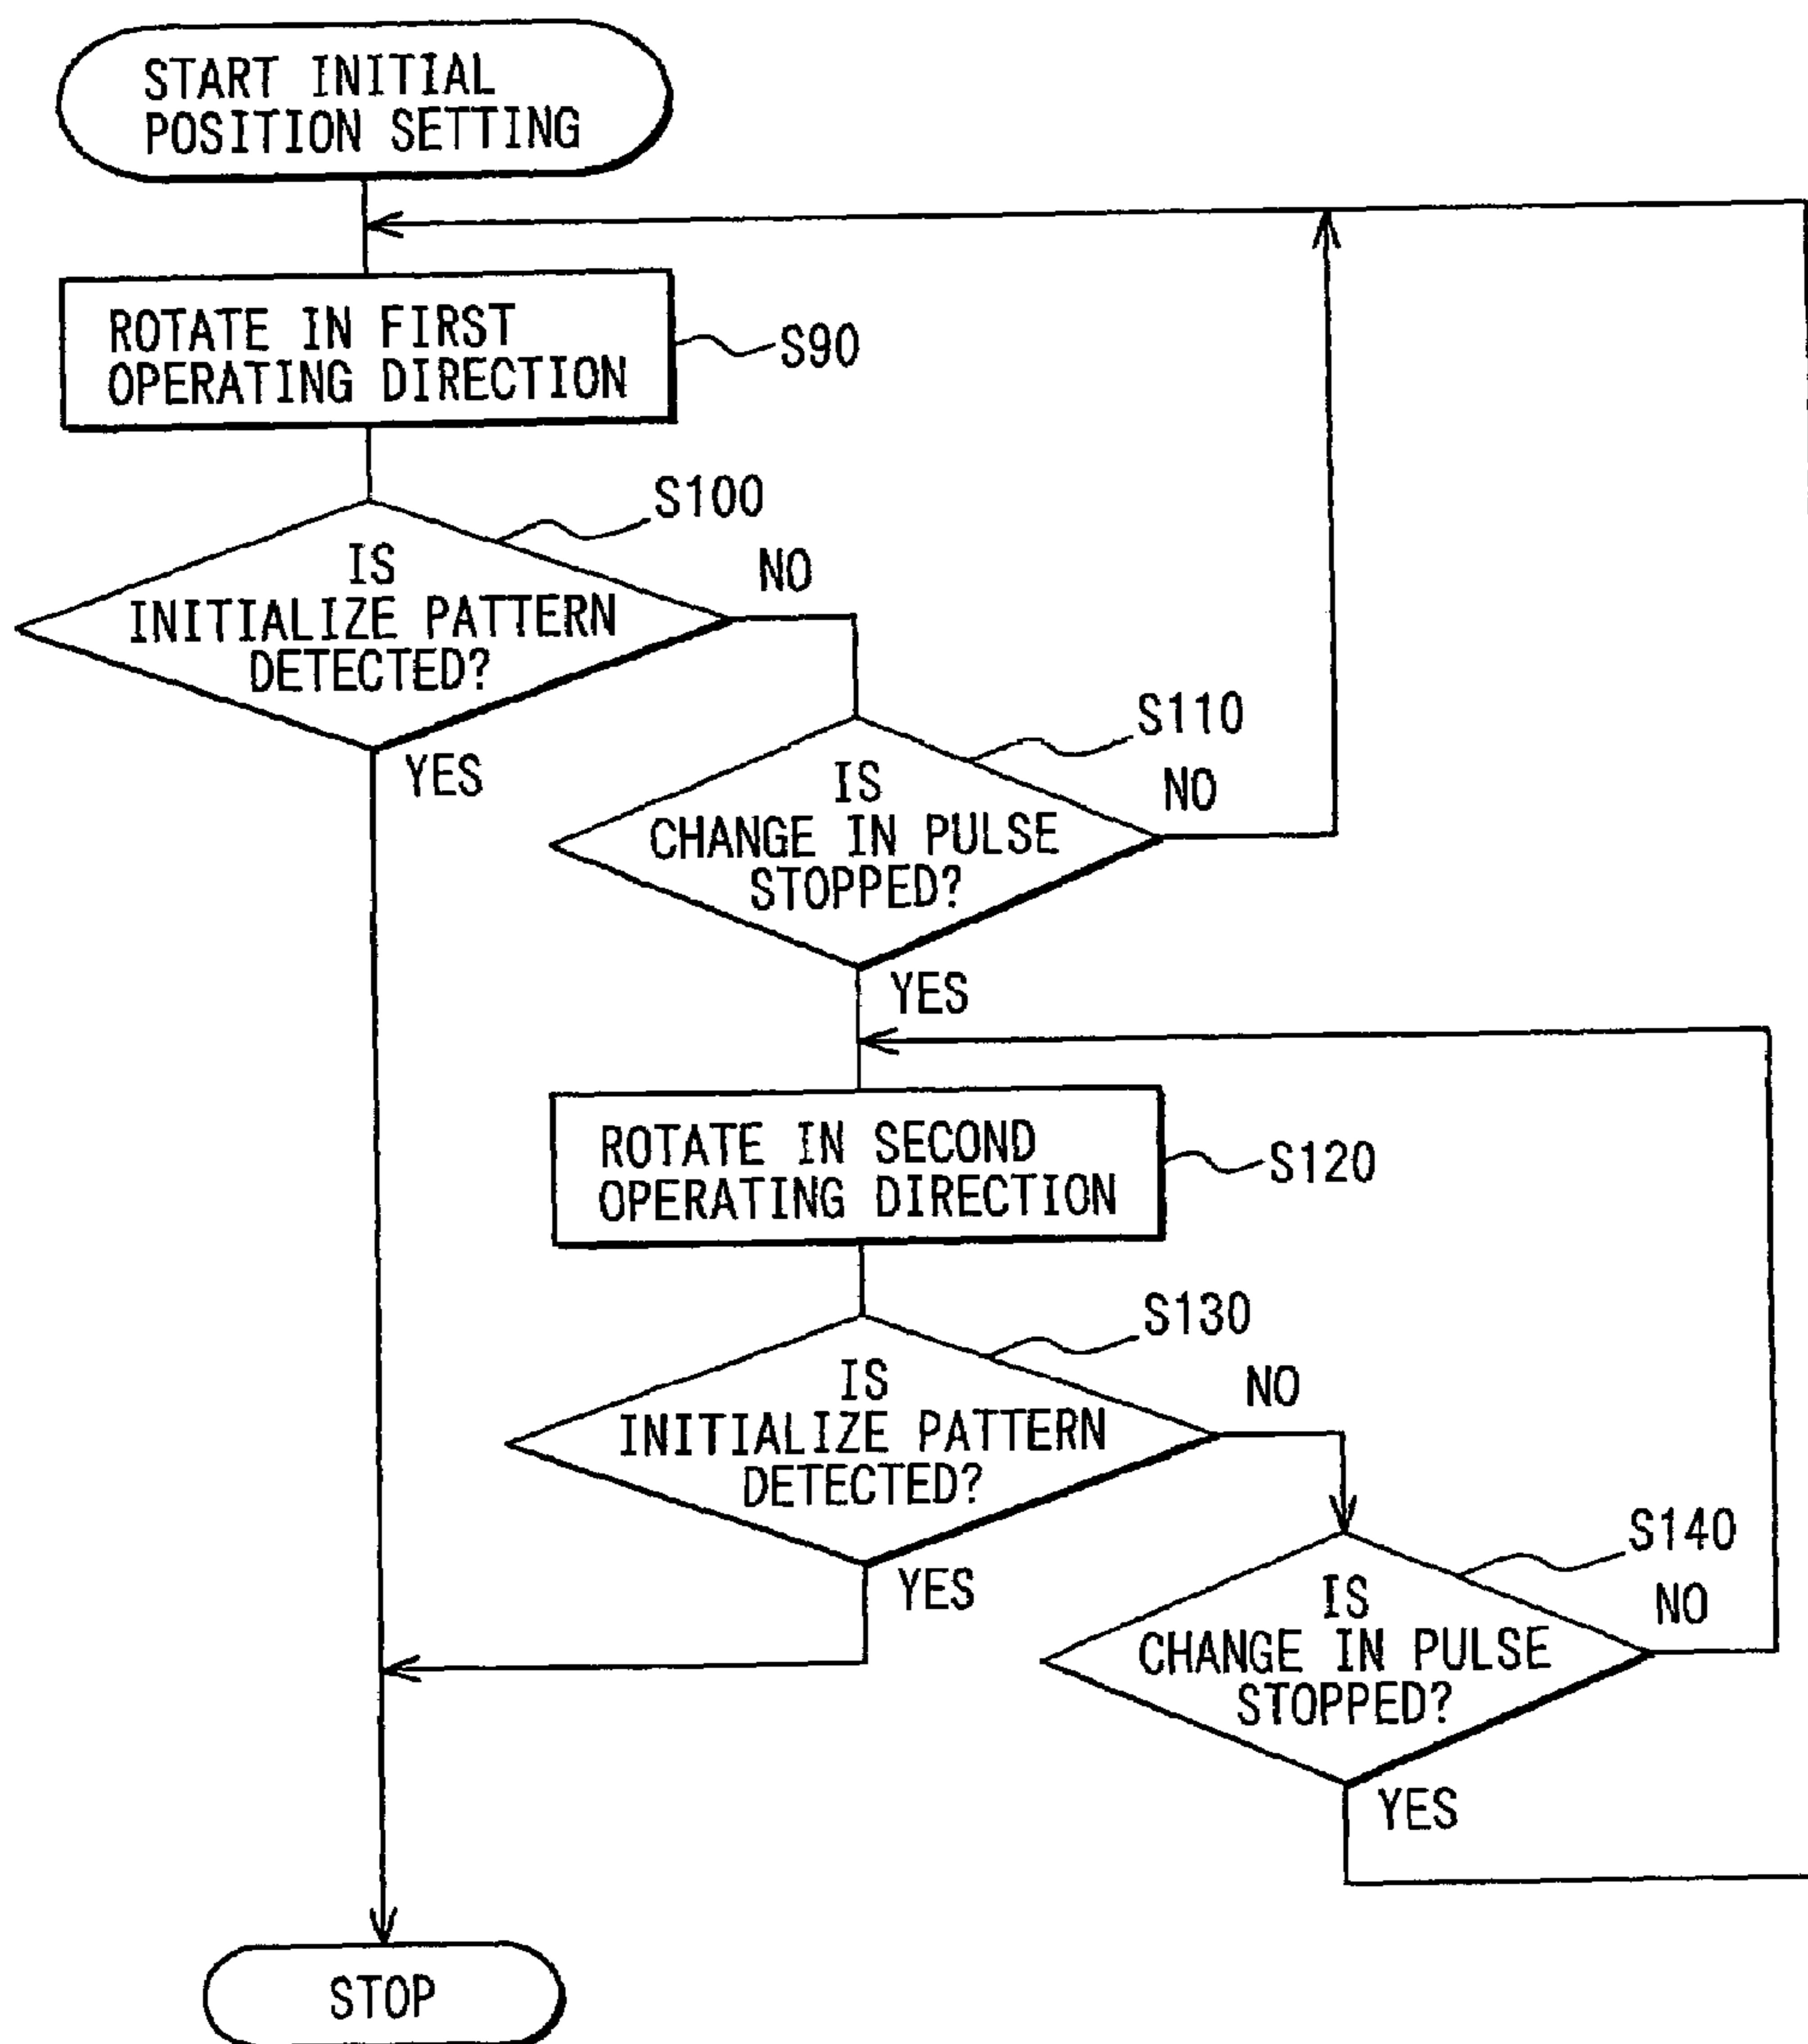 START INITIAL
POSITION SETTING
ROTATE IN FIRST
OPERATING DIRECTION
S90
S100
IS
INITIALIZE PATTERN
DETECTED?
NO
YES
S110
IS
CHANGE IN PULSE
STOPPED?
NO
YES
ROTATE IN SECOND
OPERATING DIRECTION
S120
S130
IS
INITIALIZE PATTERN
DETECTED?
NO
YES
S140
IS
CHANGE IN PULSE
STOPPED?
NO
YES
STOP